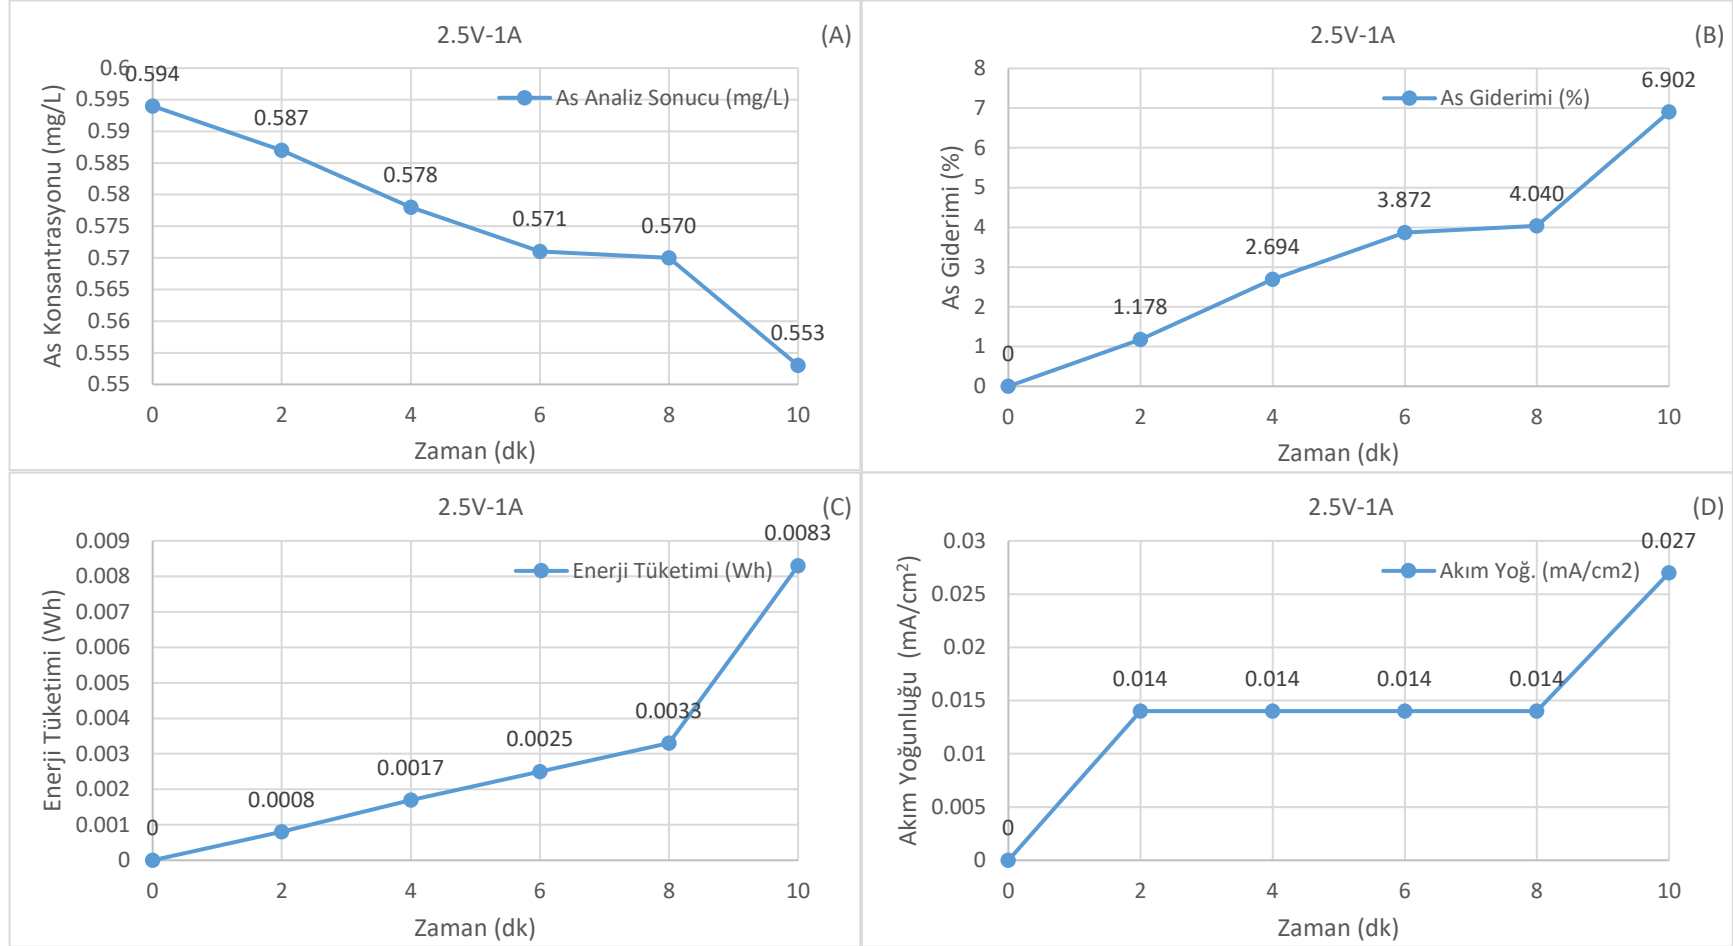 2.5V-1A
(A)
As Analiz Sonucu (mg/L)
As Konsantrasyonu (mg/L)
0.6
0.595
0.59
0.585
0.58
0.575
0.57
0.565
0.56
0.555
0.55
0.594
0.587
0.578
0.571
0.570
0.553
0 2 4 6 8 10
Zaman (dk)
2.5V-1A
(B)
As Giderimi (%)
As Giderimi (%)
8
7
6
5
4
3
2
1
0
0
1.178
2.694
3.872
4.040
6.902
0 2 4 6 8 10
Zaman (dk)
2.5V-1A
(C)
Enerji Tüketimi (Wh)
Enerji Tüketimi (Wh)
0.009
0.008
0.007
0.006
0.005
0.004
0.003
0.002
0.001
0
0
0.0008
0.0017
0.0025
0.0033
0.0083
0 2 4 6 8 10
Zaman (dk)
2.5V-1A
(D)
Akım Yoğ. (mA/cm2)
Akım Yoğunluğu (mA/cm²)
0.03
0.025
0.02
0.015
0.01
0.005
0
0
0.014
0.014
0.014
0.014
0.027
0 2 4 6 8 10
Zaman (dk)